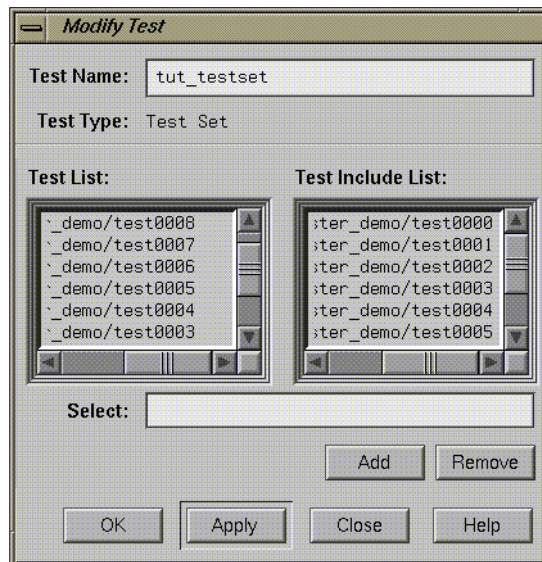 Modify Test
Test Name: tut_testset
Test Type: Test Set
Test List:
_demo/test0008
_demo/test0007
_demo/test0006
_demo/test0005
_demo/test0004
_demo/test0003
Test Include List:
ster_demo/test0000
ster_demo/test0001
ster_demo/test0002
ster_demo/test0003
ster_demo/test0004
ster_demo/test0005
Select:
Add Remove
OK Apply Close Help